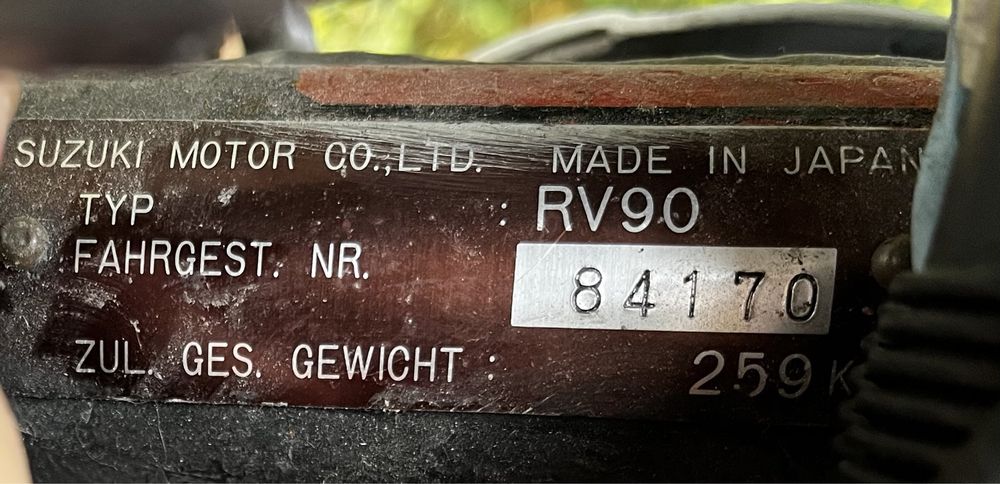 SUZUKI MOTOR CO.,LTD. MADE IN JAPAN
TYP : RV90
FAHRGEST. NR. 84170
ZUL. GES. GEWICHT : 259 K